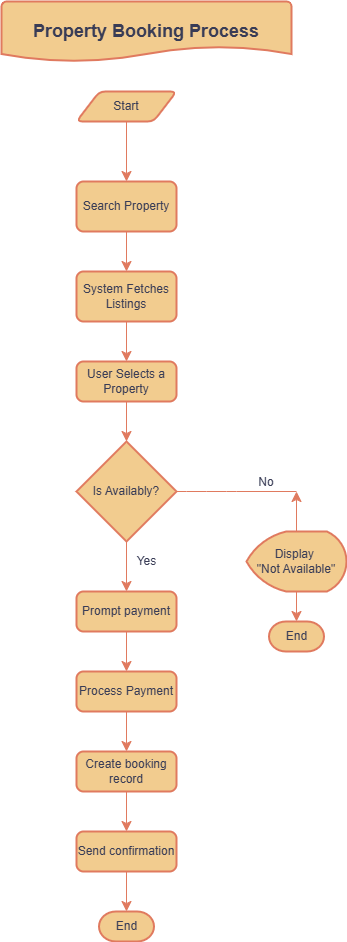 Property Booking Process
Start
Search Property
System Fetches
Listings
User Selects a
Property
Is Availably?
No
Yes
Display
"Not Available"
Prompt payment
End
Process Payment
Create booking
record
Send confirmation
End